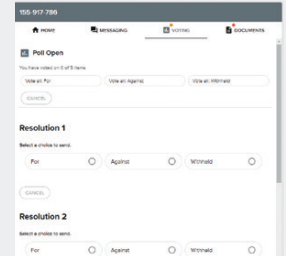 155-917-786
HOME MESSAGING VOTING DOCUMENTS
Poll Open
You have voted on 0 of 5 items
Vote all: For Vote all: Against Vote all: Withheld
CANCEL
Resolution 1
Select a choice to send.
For Against Withheld
CANCEL
Resolution 2
Select a choice to send.
For Against Withheld